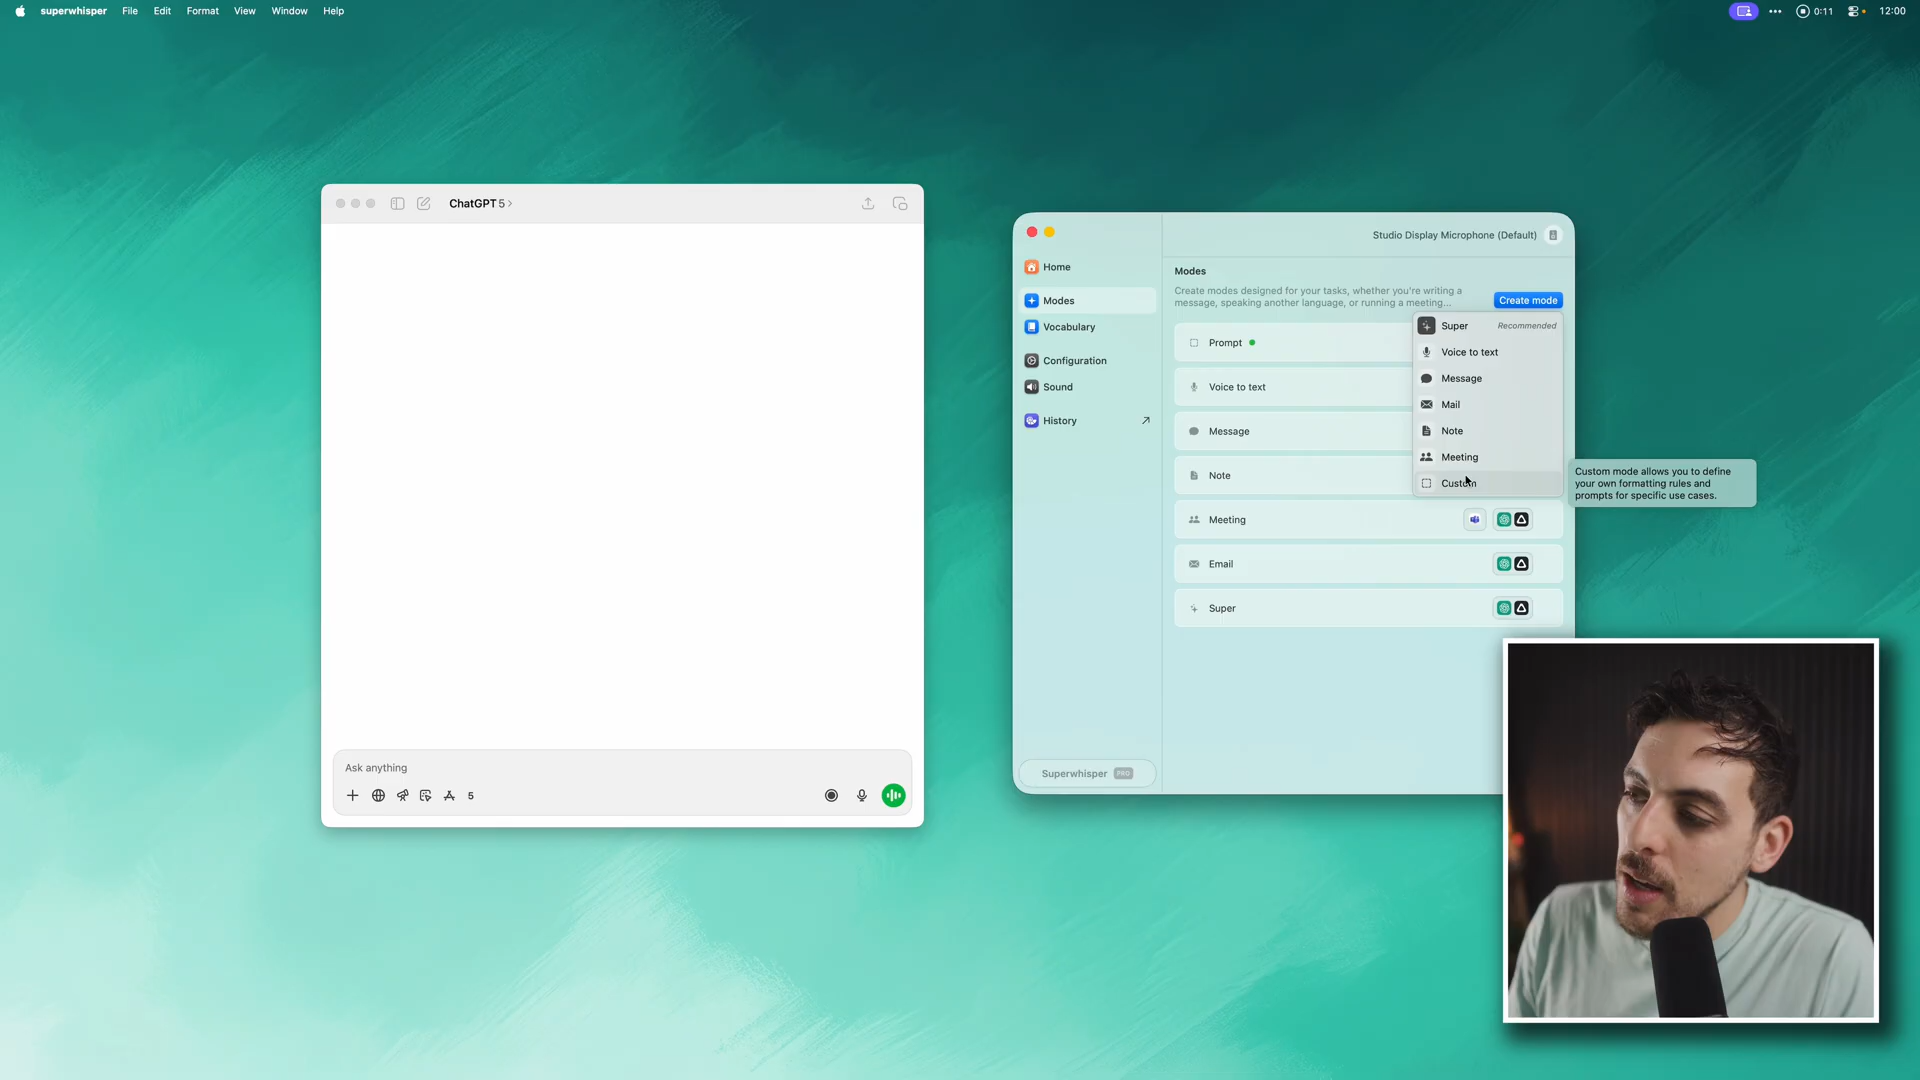 superwhisper File Edit Format View Window Help
0:11 12:00
ChatGPT 5 >
Ask anything
5
Studio Display Microphone (Default)
Home
Modes
Vocabulary
Configuration
Sound
History
Superwhisper PRO
Modes
Create modes designed for your tasks, whether you're writing a
message, speaking another language, or running a meeting...
Create mode
Prompt
Voice to text
Message
Note
Meeting
Email
Super
Super Recommended
Voice to text
Message
Mail
Note
Meeting
Custom
Custom mode allows you to define
your own formatting rules and
prompts for specific use cases.